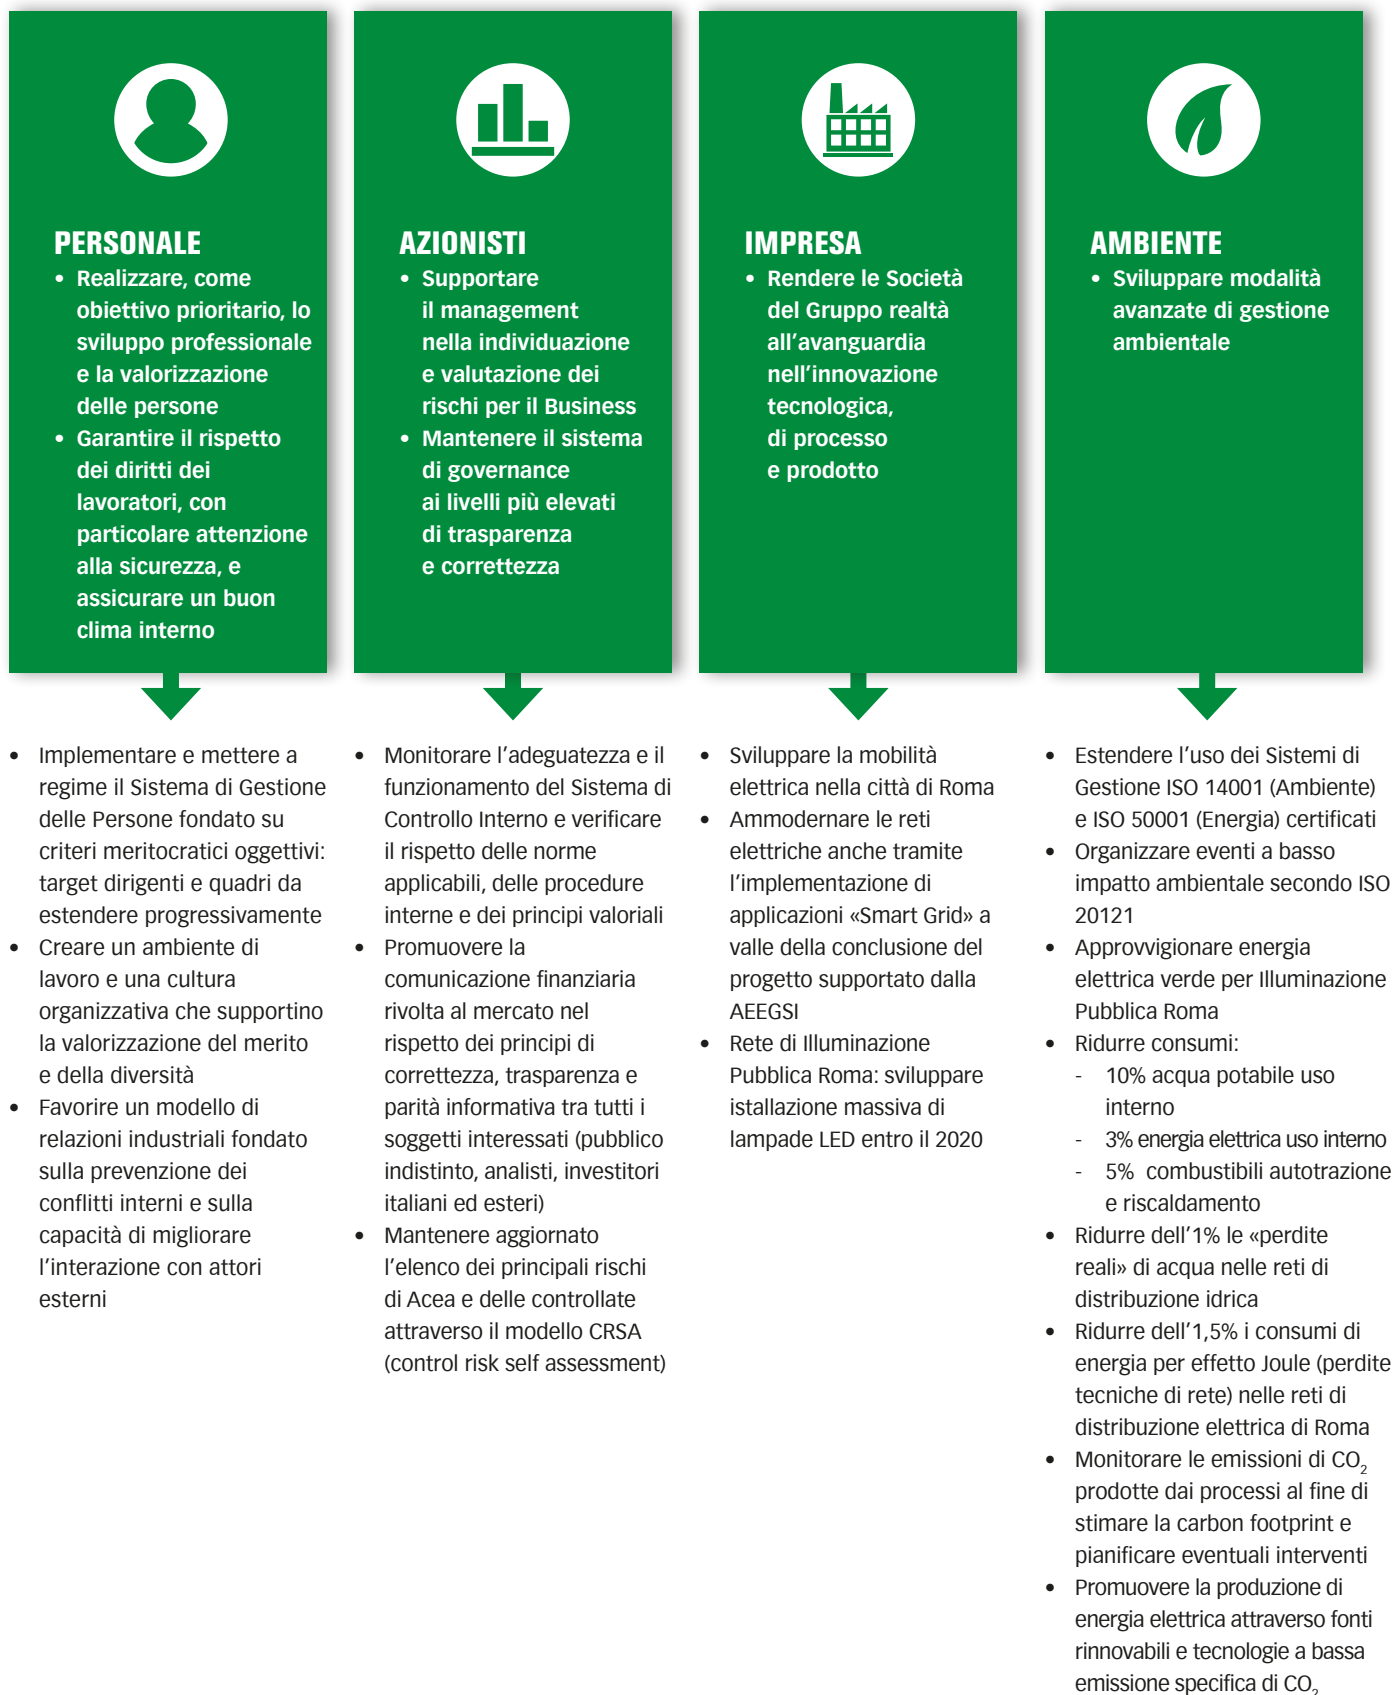 PERSONALE
• Realizzare, come
obiettivo prioritario, lo
sviluppo professionale
e la valorizzazione
delle persone
• Garantire il rispetto
dei diritti dei
lavoratori, con
particolare attenzione
alla sicurezza, e
assicurare un buon
clima interno
• Implementare e mettere a
regime il Sistema di Gestione
delle Persone fondato su
criteri meritocratici oggettivi:
target dirigenti e quadri da
estendere progressivamente
• Creare un ambiente di
lavoro e una cultura
organizzativa che supportino
la valorizzazione del merito
e della diversità
• Favorire un modello di
relazioni industriali fondato
sulla prevenzione dei
conflitti interni e sulla
capacità di migliorare
l'interazione con attori
esterni
AZIONISTI
• Supportare
il management
nella individuazione
e valutazione dei
rischi per il Business
• Mantenere il sistema
di governance
ai livelli più elevati
di trasparenza
e correttezza
• Monitorare l'adeguatezza e il
funzionamento del Sistema di
Controllo Interno e verificare
il rispetto delle norme
applicabili, delle procedure
interne e dei principi valoriali
• Promuovere la
comunicazione finanziaria
rivolta al mercato nel
rispetto dei principi di
correttezza, trasparenza e
parità informativa tra tutti i
soggetti interessati (pubblico
indistinto, analisti, investitori
italiani ed esteri)
• Mantenere aggiornato
l'elenco dei principali rischi
di Acea e delle controllate
attraverso il modello CRSA
(control risk self assessment)
IMPRESA
• Rendere le Società
del Gruppo realtà
all'avanguardia
nell'innovazione
tecnologica,
di processo
e prodotto
• Sviluppare la mobilità
elettrica nella città di Roma
• Ammodernare le reti
elettriche anche tramite
l'implementazione di
applicazioni «Smart Grid» a
valle della conclusione del
progetto supportato dalla
AEEGSI
• Rete di Illuminazione
Pubblica Roma: sviluppare
istallazione massiva di
lampade LED entro il 2020
AMBIENTE
• Sviluppare modalità
avanzate di gestione
ambientale
• Estendere l'uso dei Sistemi di
Gestione ISO 14001 (Ambiente)
e ISO 50001 (Energia) certificati
• Organizzare eventi a basso
impatto ambientale secondo ISO
20121
• Approvvigionare energia
elettrica verde per Illuminazione
Pubblica Roma
• Ridurre consumi:
- 10% acqua potabile uso
interno
- 3% energia elettrica uso interno
- 5% combustibili autotrazione
e riscaldamento
• Ridurre dell'1% le «perdite
reali» di acqua nelle reti di
distribuzione idrica
• Ridurre dell'1,5% i consumi di
energia per effetto Joule (perdite
tecniche di rete) nelle reti di
distribuzione elettrica di Roma
• Monitorare le emissioni di CO₂
prodotte dai processi al fine di
stimare la carbon footprint e
pianificare eventuali interventi
• Promuovere la produzione di
energia elettrica attraverso fonti
rinnovabili e tecnologie a bassa
emissione specifica di CO₂